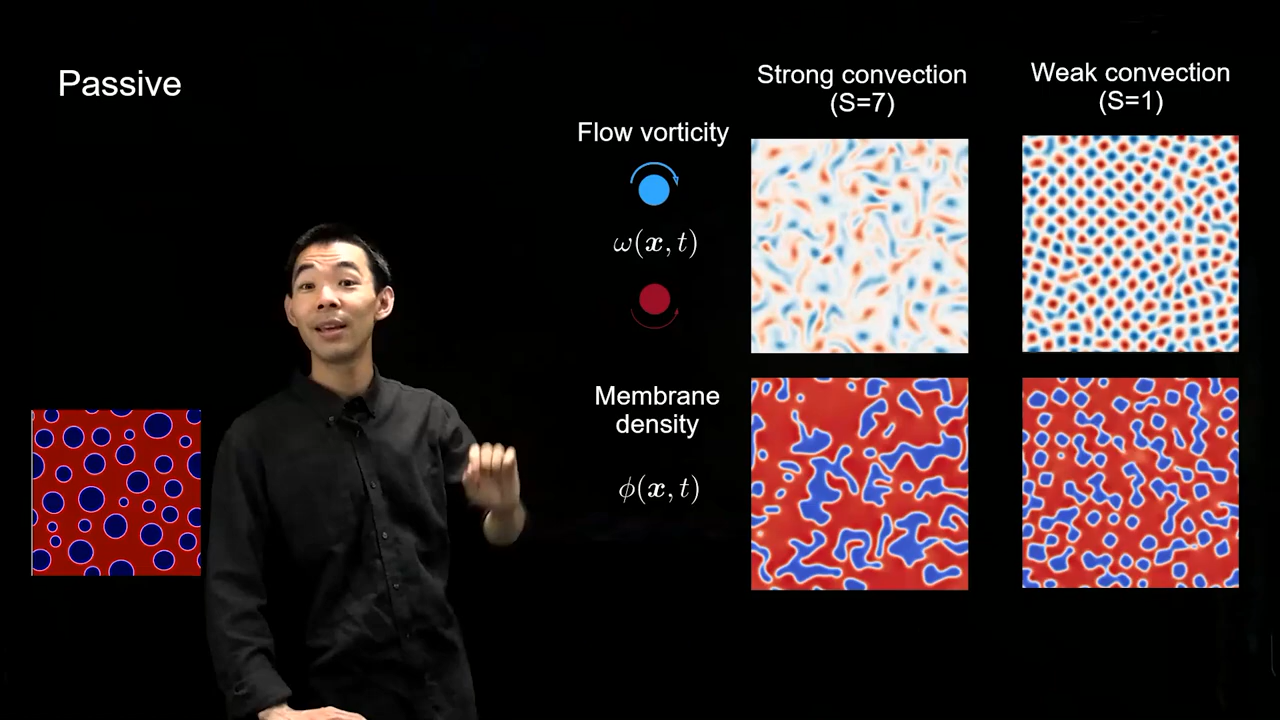 Passive
Strong convection
(S=7)
Weak convection
(S=1)
Flow vorticity
ω(x, t)
Membrane
density
ϕ(x, t)